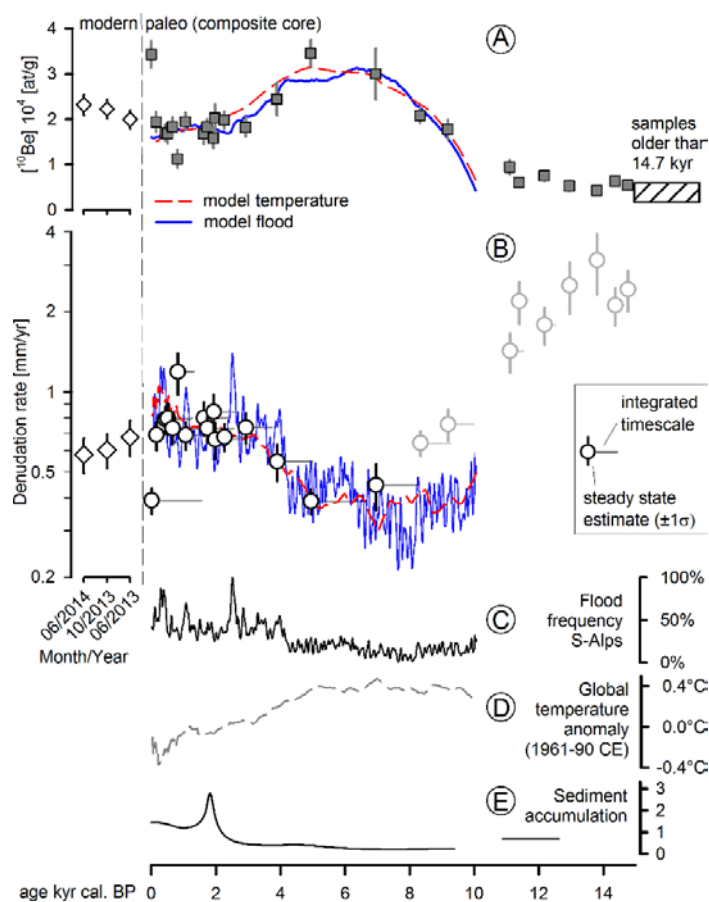 modern paleo (composite core)
A
4
3
2
1
0
[10Be] 10⁴ [at/g]
samples
older than
14.7 kyr
model temperature
model flood
B
4
2
1
0.5
0.2
Denudation rate [mm/yr]
integrated
timescale
steady state
estimate (±1σ)
06/2014
10/2013
06/2013
Month/Year
C
Flood
frequency
S-Alps
100%
50%
0%
D
Global
temperature
anomaly
(1961-90 CE)
0.4°C
0.0°C
-0.4°C
E
Sediment
accumulation
3
2
1
0
age kyr cal. BP 0 2 4 6 8 10 12 14